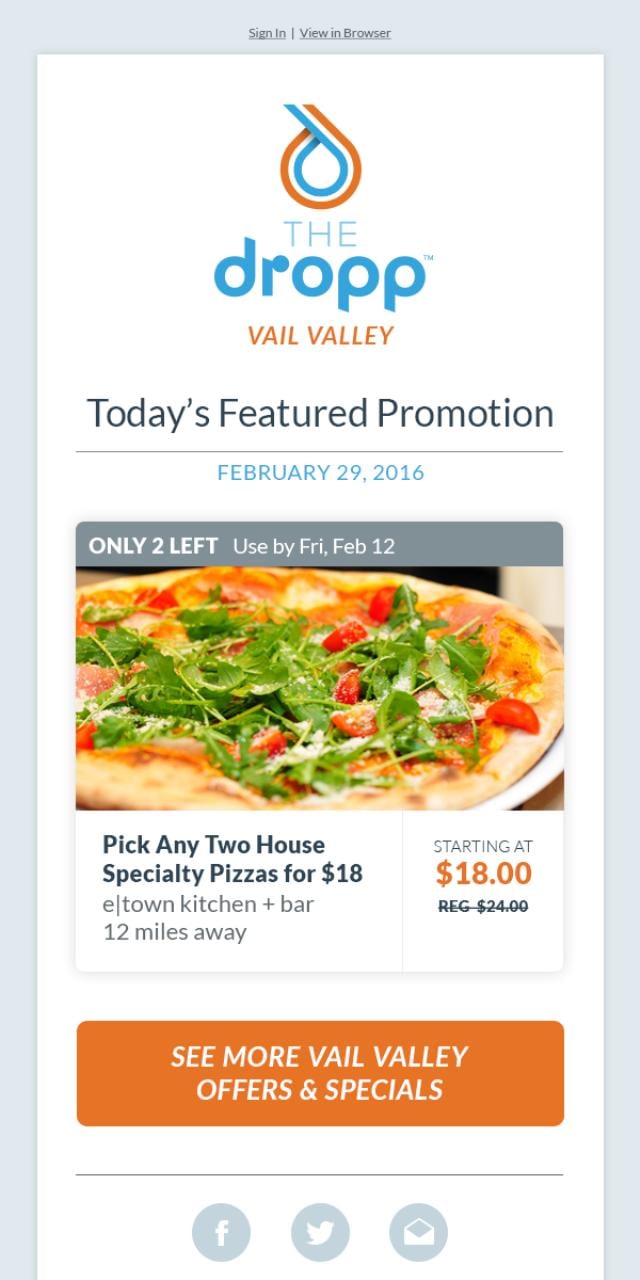 Sign In | View in Browser
THE
dropp™
VAIL VALLEY
Today’s Featured Promotion
FEBRUARY 29, 2016
ONLY 2 LEFT Use by Fri, Feb 12
Pick Any Two House
Specialty Pizzas for $18
e|town kitchen + bar
12 miles away
STARTING AT
$18.00
REG $24.00
SEE MORE VAIL VALLEY
OFFERS & SPECIALS